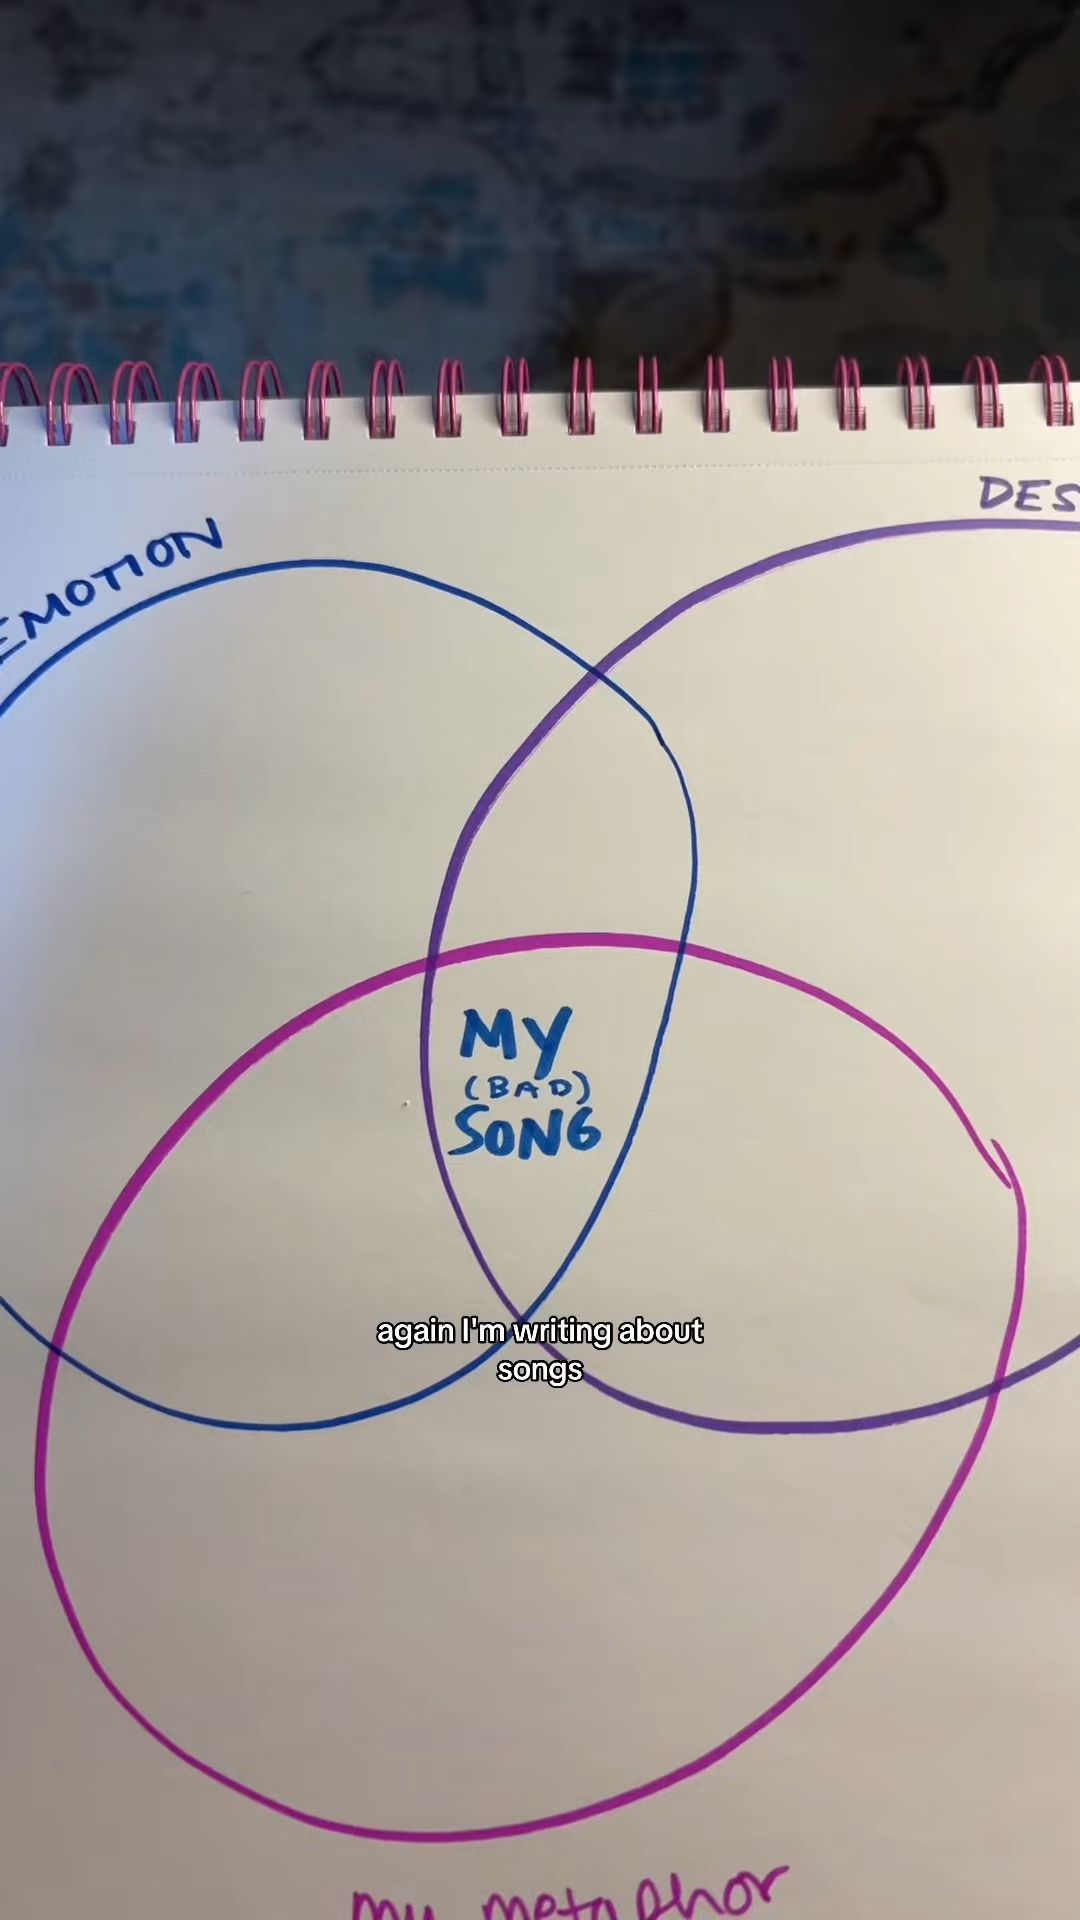 DES
EMOTION
MY
(BAD)
SONG
again I'm writing about
songs
my metaphor